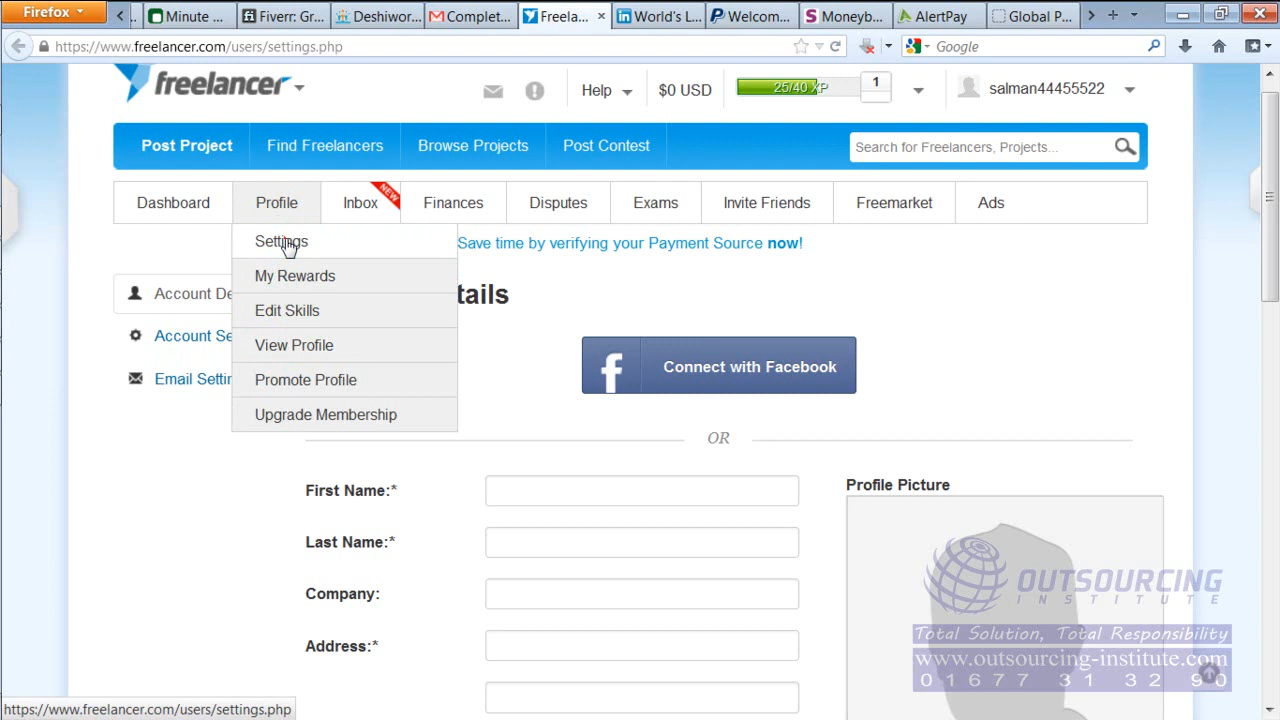 Firefox
Minute ...
Fiverr: Gr...
Deshiwor...
Complet...
Freela...
World's L...
Welcom...
Moneyb...
AlertPay
Global P...
https://www.freelancer.com/users/settings.php
Google
freelancer
Help
$0 USD
25/40 XP
1
salman44455522
Post Project
Find Freelancers
Browse Projects
Post Contest
Search for Freelancers, Projects...
Dashboard
Profile
Inbox
NEW
Finances
Disputes
Exams
Invite Friends
Freemarket
Ads
Settings
Save time by verifying your Payment Source now!
My Rewards
Account De
tails
Edit Skills
Account Se
View Profile
Connect with Facebook
Email Settin
Promote Profile
Upgrade Membership
OR
First Name:*
Profile Picture
Last Name:*
Company:
Address:*
OUTSOURCING
INSTITUTE
Total Solution, Total Responsibility
www.outsourcing-institute.com
01677 31 32 90
https://www.freelancer.com/users/settings.php